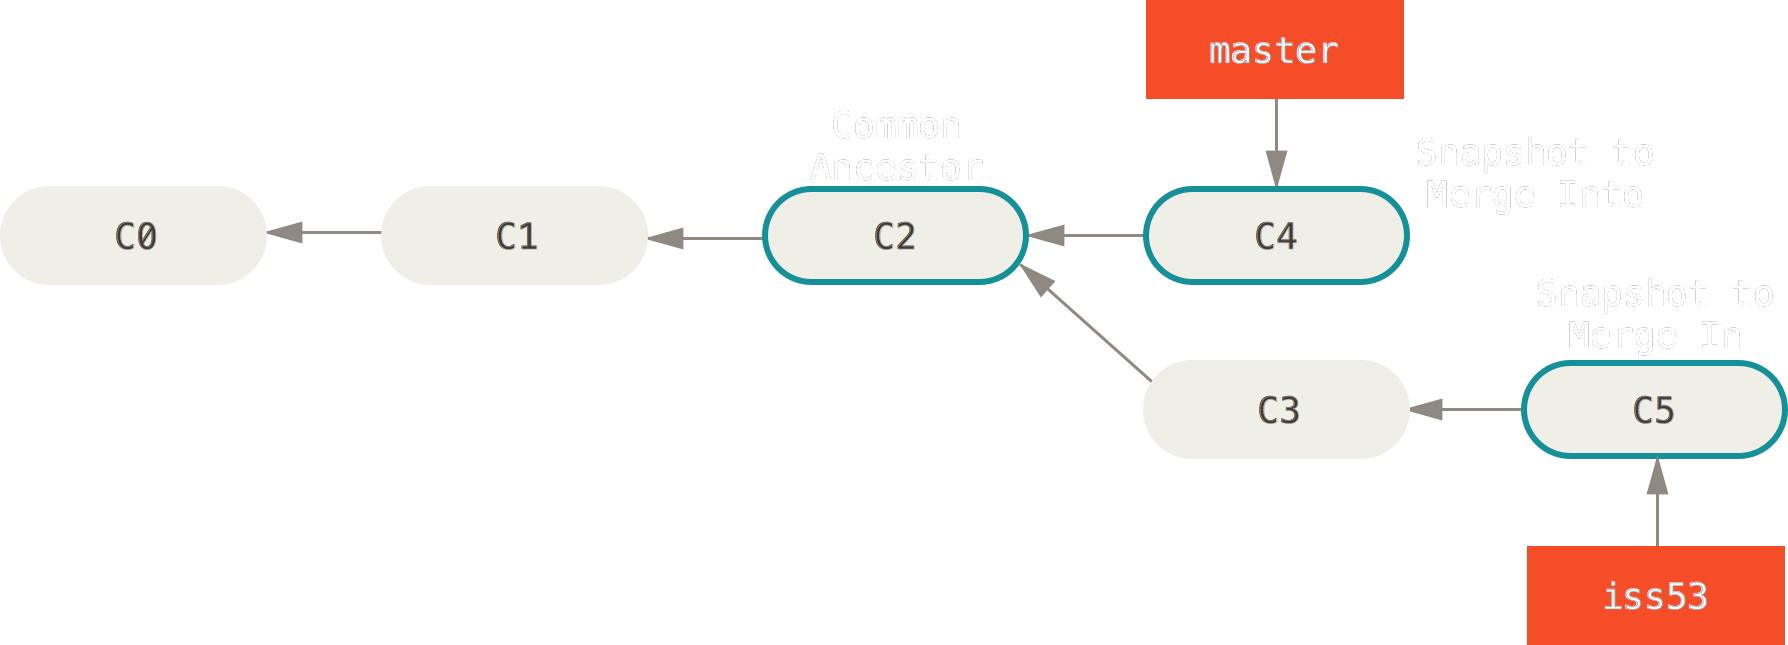 master
Common
Ancestor
Snapshot to
Merge Into
C0
C1
C2
C4
Snapshot to
Merge In
C3
C5
iss53